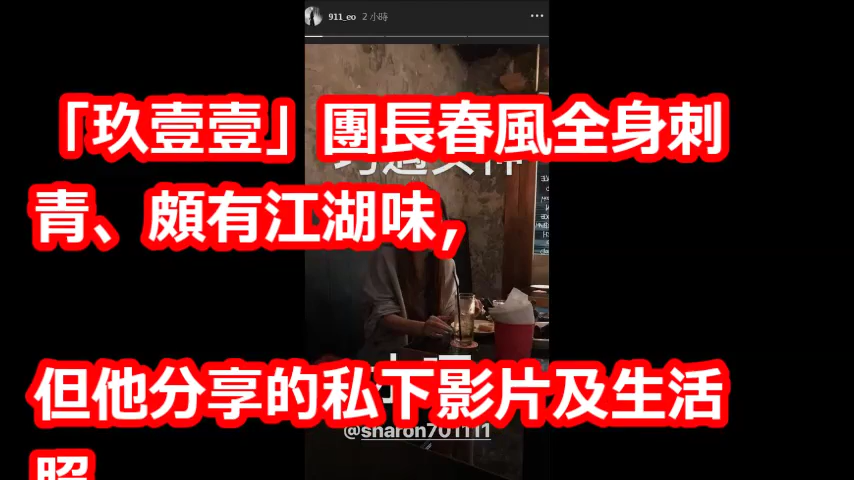 911_eo 2 小時
「玖壹壹」團長春風全身刺
青、頗有江湖味,
但他分享的私下影片及生活
照
@sharon701111